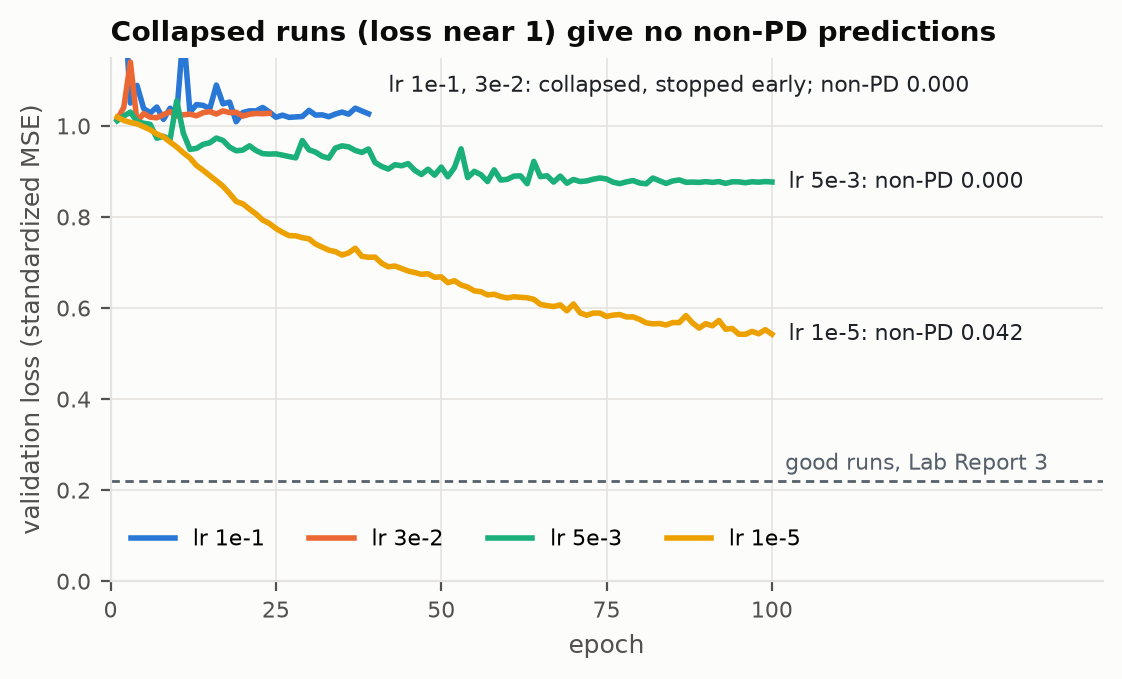 Collapsed runs (loss near 1) give no non-PD predictions
lr 1e-1, 3e-2: collapsed, stopped early; non-PD 0.000
lr 5e-3: non-PD 0.000
lr 1e-5: non-PD 0.042
good runs, Lab Report 3
lr 1e-1
lr 3e-2
lr 5e-3
lr 1e-5
validation loss (standardized MSE)
1.0
0.8
0.6
0.4
0.2
0.0
0
25
50
75
100
epoch